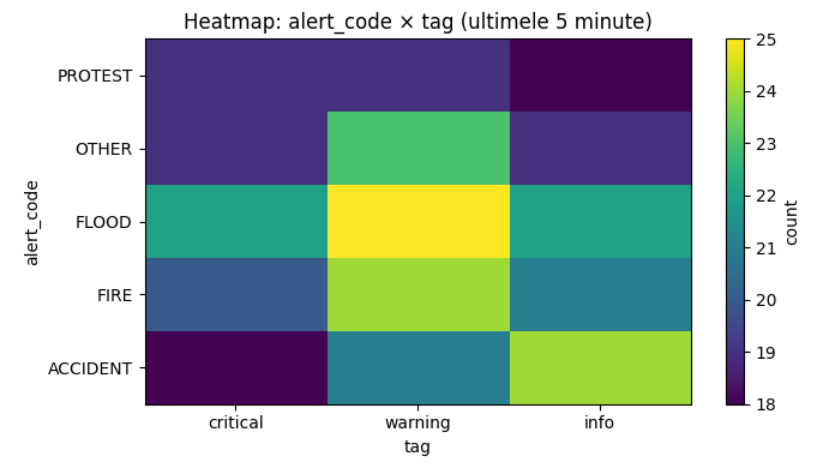 Heatmap: alert_code × tag (ultimele 5 minute)
PROTEST
OTHER
FLOOD
FIRE
ACCIDENT
alert_code
critical
warning
info
tag
25
24
23
22
21
20
19
18
count